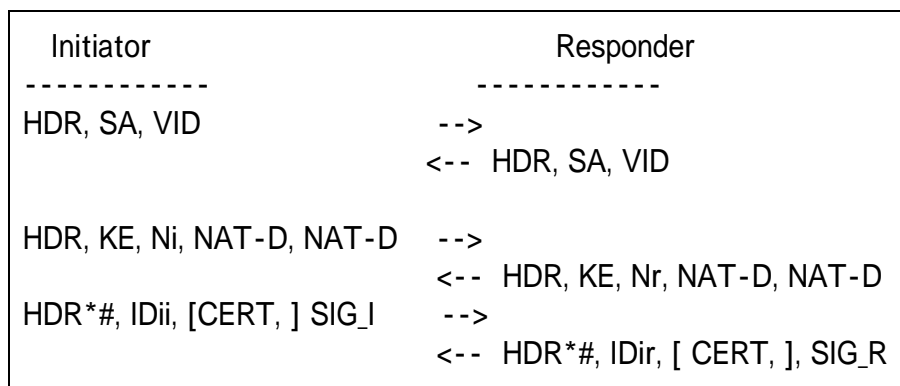 Initiator Responder
------------ ------------
HDR, SA, VID -->
<-- HDR, SA, VID
HDR, KE, Ni, NAT-D, NAT-D -->
<-- HDR, KE, Nr, NAT-D, NAT-D
HDR*#, IDii, [CERT, ] SIG_I -->
<-- HDR*#, IDir, [ CERT, ], SIG_R